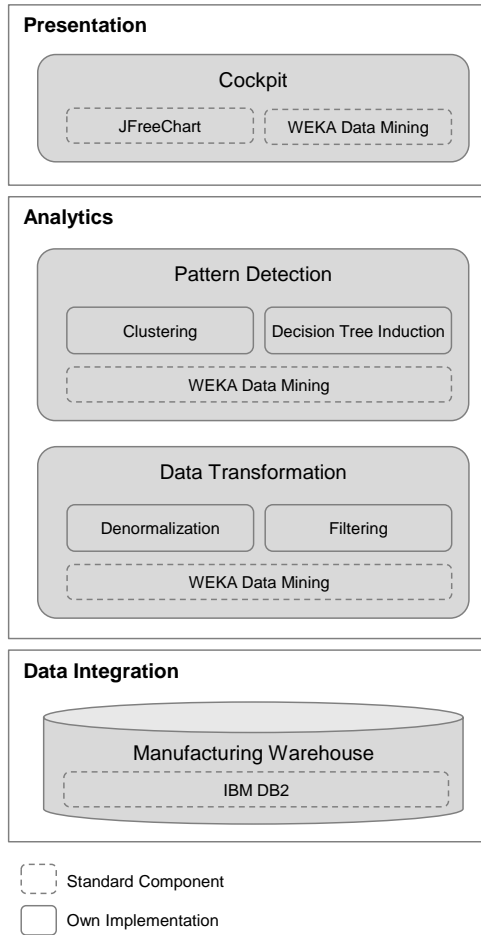 Presentation
Cockpit
JFreeChart
WEKA Data Mining
Analytics
Pattern Detection
Clustering
Decision Tree Induction
WEKA Data Mining
Data Transformation
Denormalization
Filtering
WEKA Data Mining
Data Integration
Manufacturing Warehouse
IBM DB2
Standard Component
Own Implementation